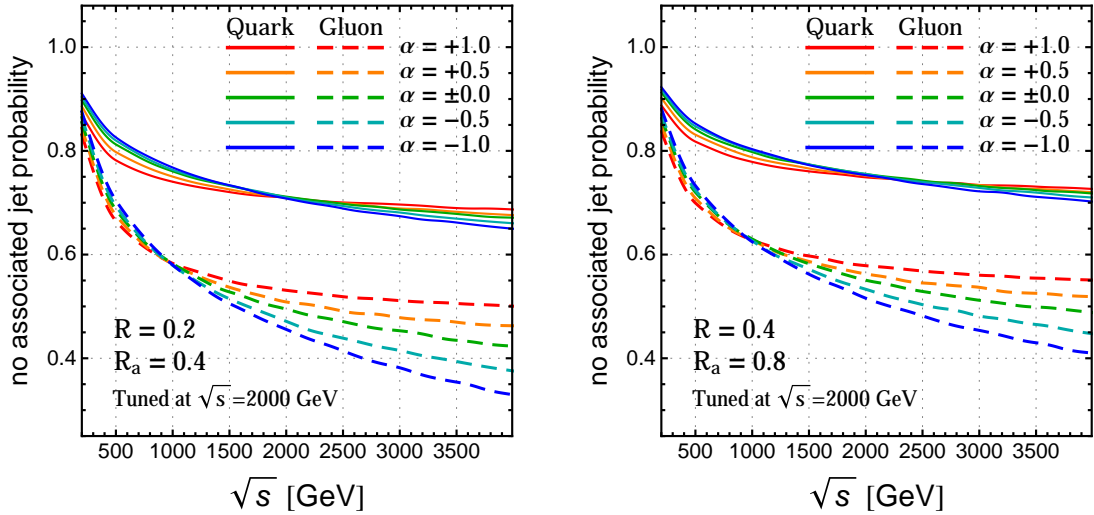 Quark Gluon
α = +1.0
α = +0.5
α = ±0.0
α = −0.5
α = −1.0
1.0
0.8
0.6
0.4
no associated jet probability
R = 0.2
Rₐ = 0.4
Tuned at √s =2000 GeV
500 1000 1500 2000 2500 3000 3500
√s [GeV]
Quark Gluon
α = +1.0
α = +0.5
α = ±0.0
α = −0.5
α = −1.0
1.0
0.8
0.6
0.4
no associated jet probability
R = 0.4
Rₐ = 0.8
Tuned at √s =2000 GeV
500 1000 1500 2000 2500 3000 3500
√s [GeV]